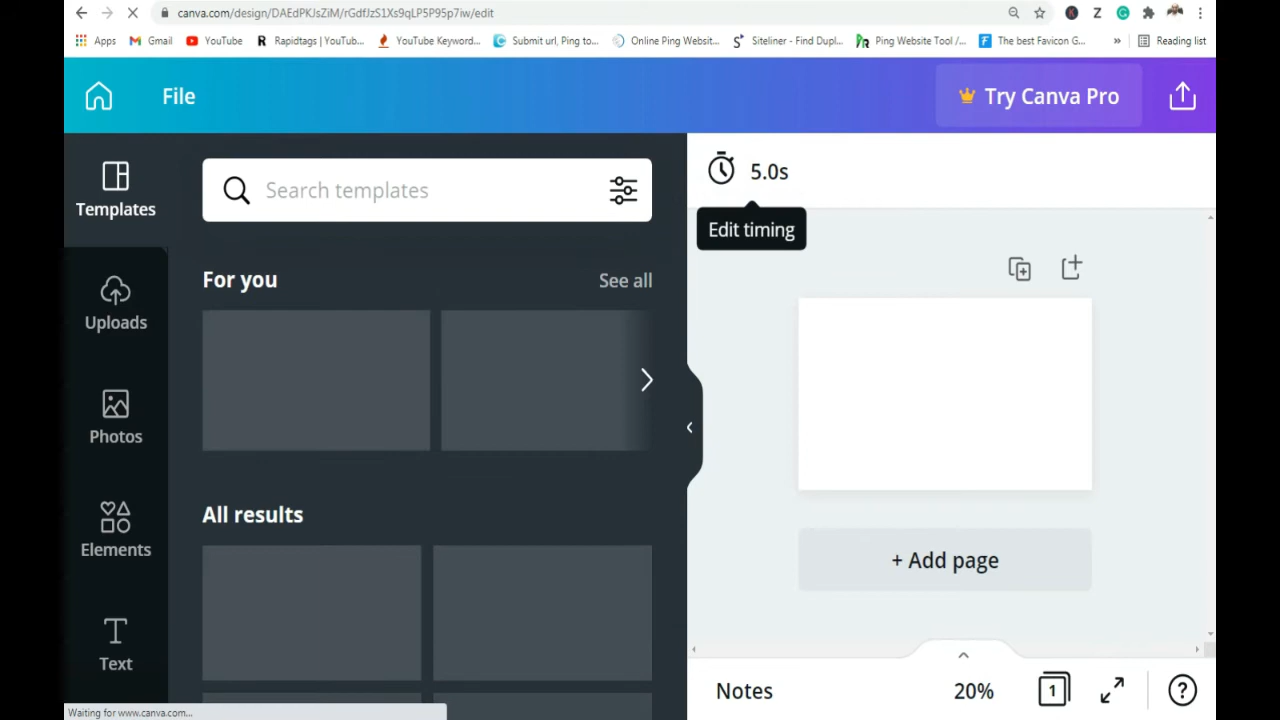 canva.com/design/DAEdPKJsZiM/rGdfJzS1Xs9qLP5P95p7iw/edit
Apps Gmail YouTube Rapidtags | YouTub... YouTube Keyword... Submit url, Ping to... Online Ping Websit... Siteliner - Find Dupl... Ping Website Tool /... The best Favicon G... » Reading list
File
Try Canva Pro
Templates
Search templates
5.0s
Edit timing
For you
See all
Uploads
Photos
All results
Elements
+ Add page
Text
Notes
20%
1
?
Waiting for www.canva.com...